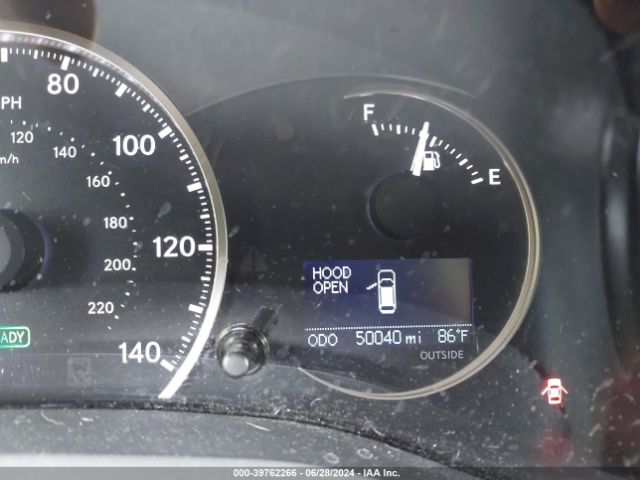 80
PH
100
120
140
120
140
160
180
200
220
m/h
EADY
F
E
HOOD
OPEN
ODO 50040 mi 86°F
OUTSIDE
000-39762266 - 06/28/2024 - IAA Inc.